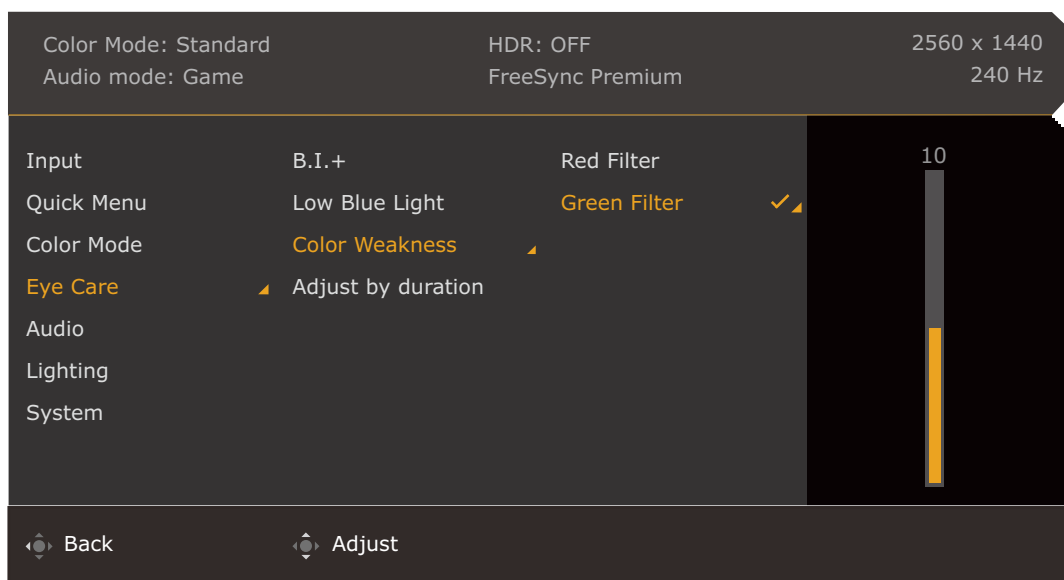 Color Mode: Standard
HDR: OFF
2560 x 1440
Audio mode: Game
FreeSync Premium
240 Hz
Input
B.I.+
Red Filter
10
Quick Menu
Low Blue Light
Green Filter
Color Mode
Color Weakness
Eye Care
Adjust by duration
Audio
Lighting
System
Back
Adjust